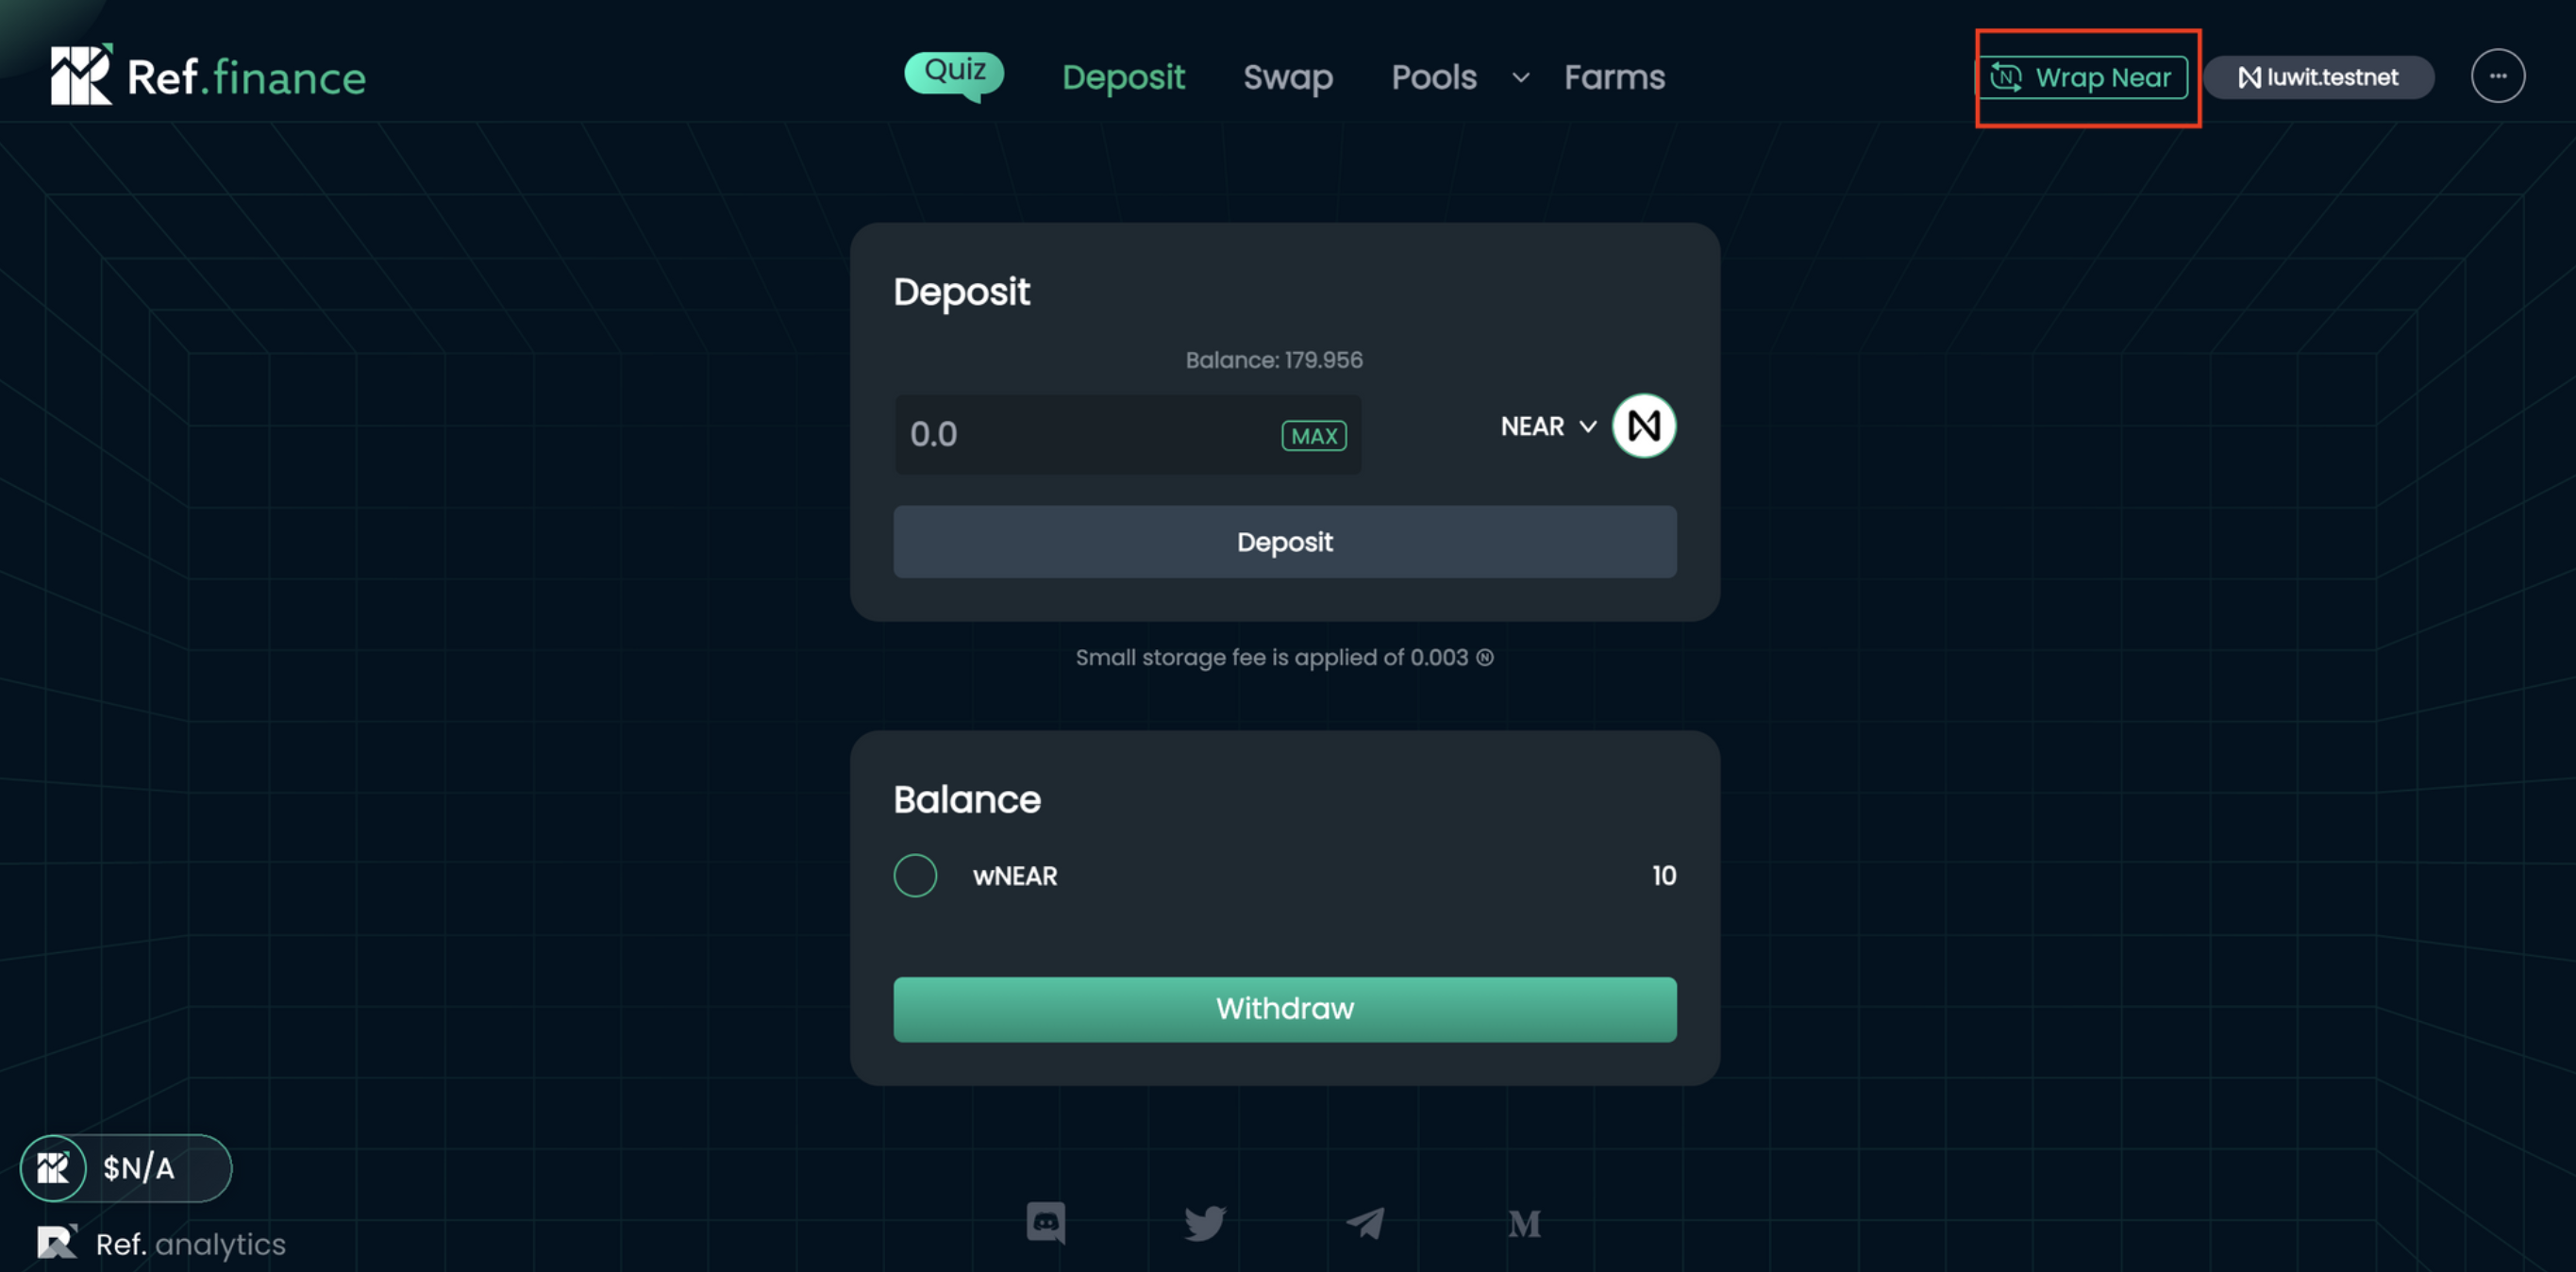 Ref.finance
Quiz
Deposit
Swap
Pools
Farms
Wrap Near
luwit.testnet
Deposit
Balance: 179.956
0.0
MAX
NEAR
Deposit
Small storage fee is applied of 0.003 Ⓝ
Balance
wNEAR
10
Withdraw
$N/A
Ref. analytics